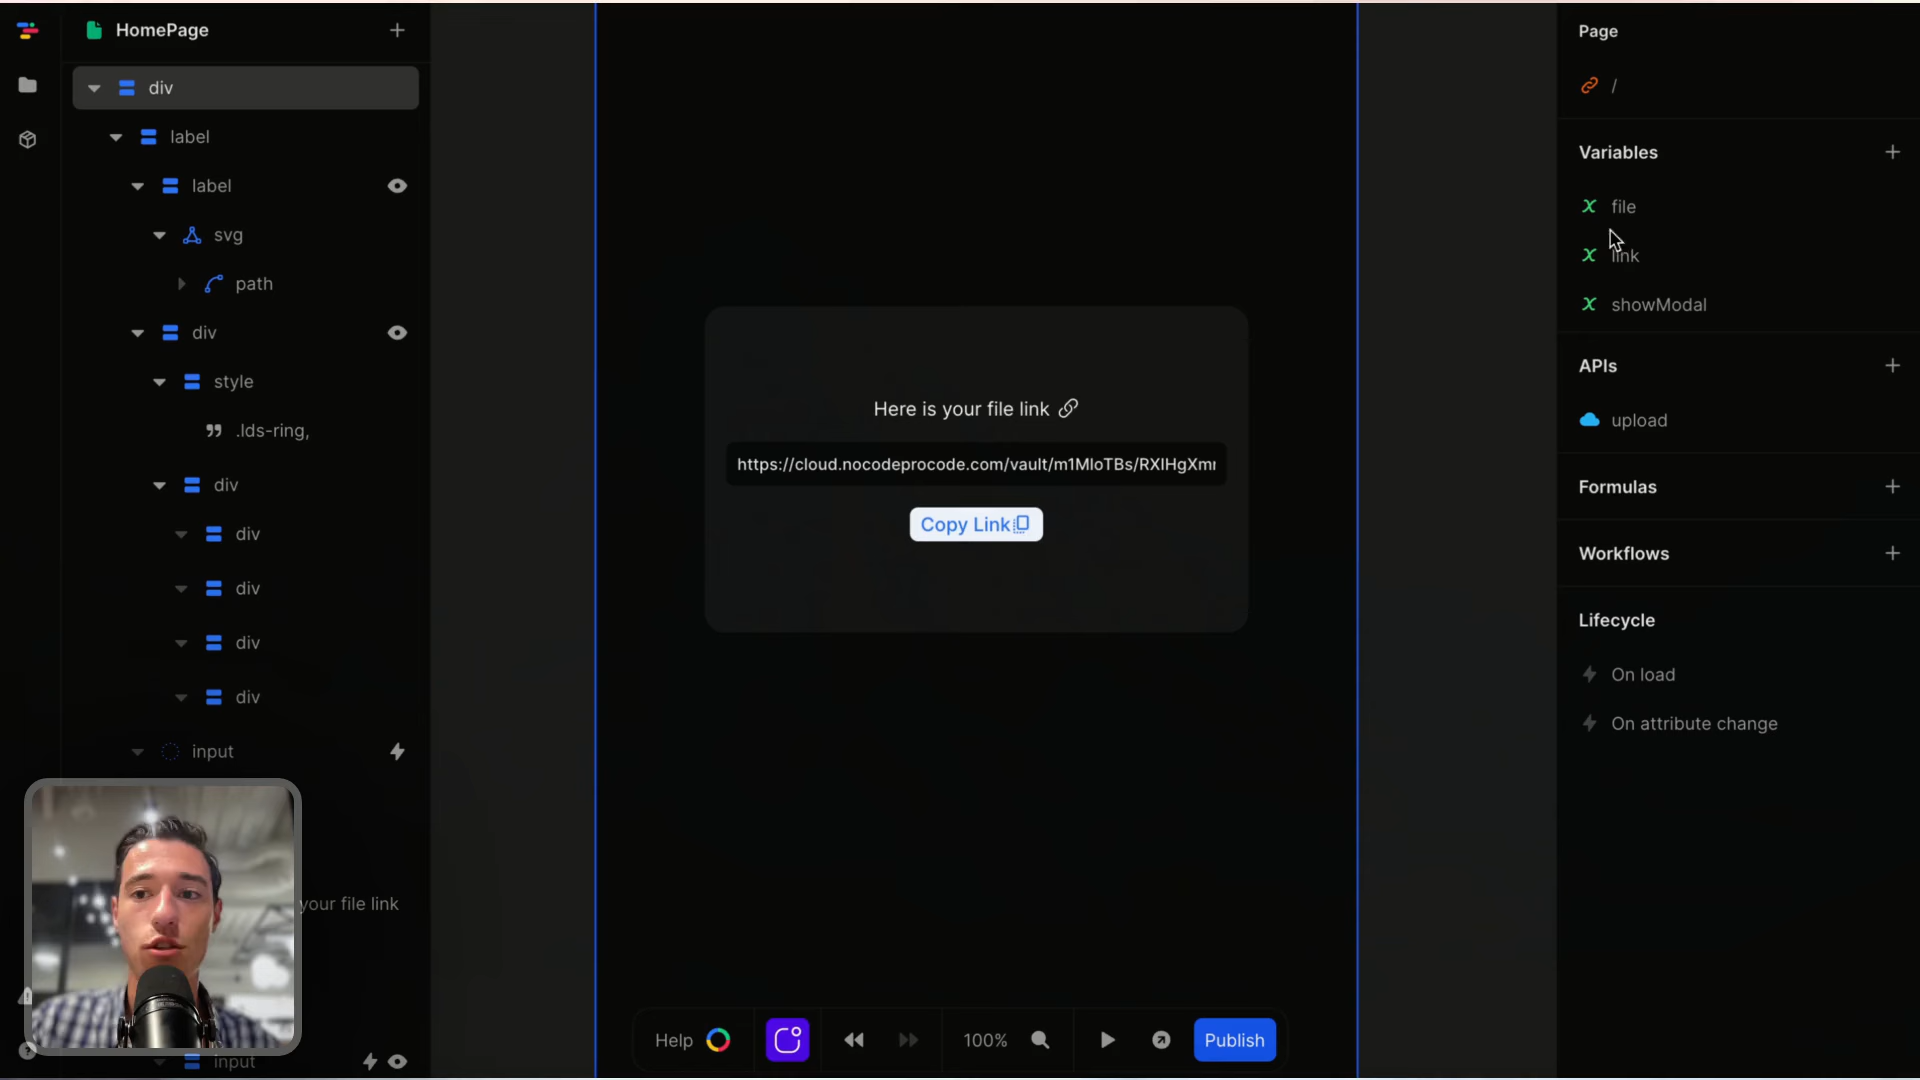 HomePage
div
label
label
svg
path
div
style
.lds-ring,
div
div
div
div
div
input
your file link
input
Here is your file link
https://cloud.nocodeprocode.com/vault/m1MIoTBs/RXIHgXm
Copy Link
Help
100%
Publish
Page
/
Variables
file
link
showModal
APIs
upload
Formulas
Workflows
Lifecycle
On load
On attribute change